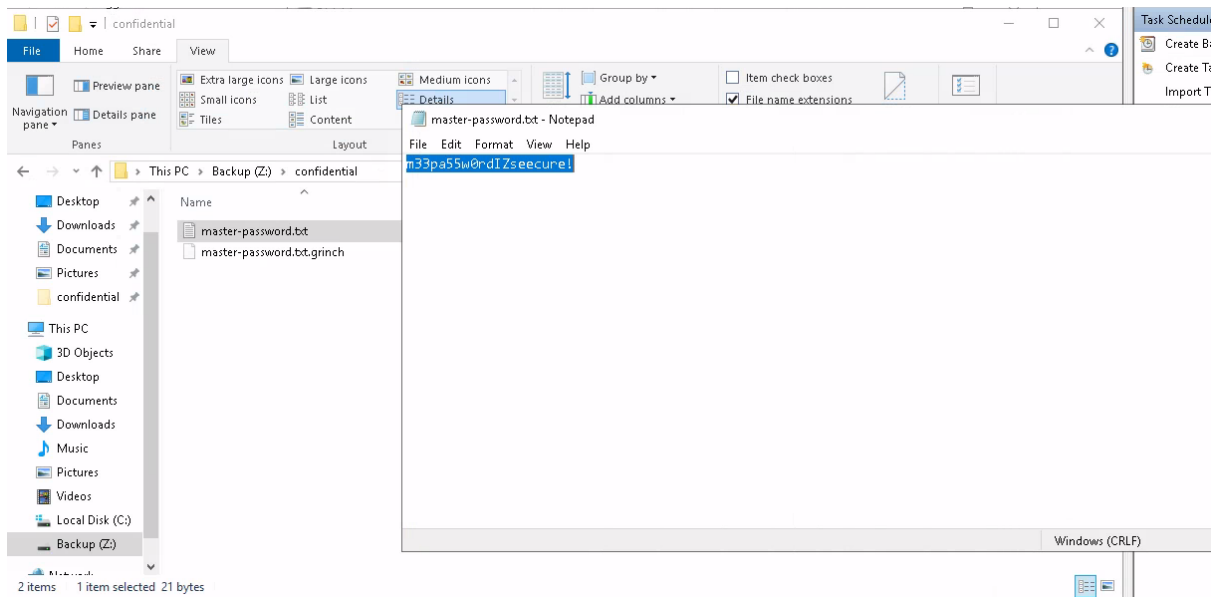 confidential
File Home Share View
Preview pane
Details pane
Navigation pane
Panes
Extra large icons Large icons Medium icons
Small icons List Details
Tiles Content
Layout
Group by
Add columns
Item check boxes
File name extensions
Task Schedul
Create Ba
Create Ta
Import T
This PC > Backup (Z:) > confidential
Desktop
Downloads
Documents
Pictures
confidential
This PC
3D Objects
Desktop
Documents
Downloads
Music
Pictures
Videos
Local Disk (C:)
Backup (Z:)
Name
master-password.txt
master-password.txt.grinch
2 items 1 item selected 21 bytes
master-password.txt - Notepad
File Edit Format View Help
m33pa55w0rdIZseecure!
Windows (CRLF)